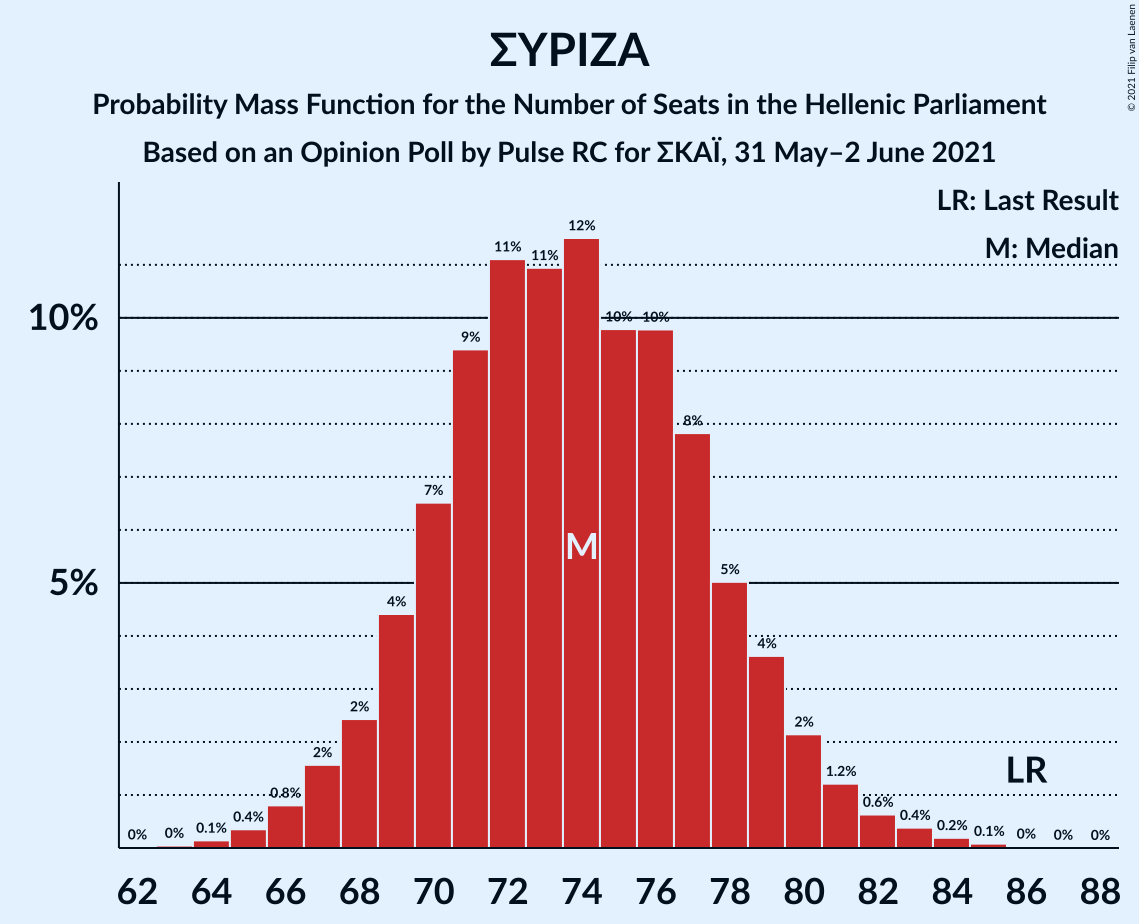 ΣΥΡΙΖΑ
Probability Mass Function for the Number of Seats in the Hellenic Parliament
Based on an Opinion Poll by Pulse RC for ΣΚΑΪ, 31 May–2 June 2021
© 2021 Filip van Laenen
LR: Last Result
M: Median
10%
5%
0% 0% 0.1% 0.4% 0.8% 2% 2% 4% 7% 9% 11% 11% 12% 10% 10% 8% 5% 4% 2% 1.2% 0.6% 0.4% 0.2% 0.1% 0% 0% 0%
M
LR
62 64 66 68 70 72 74 76 78 80 82 84 86 88